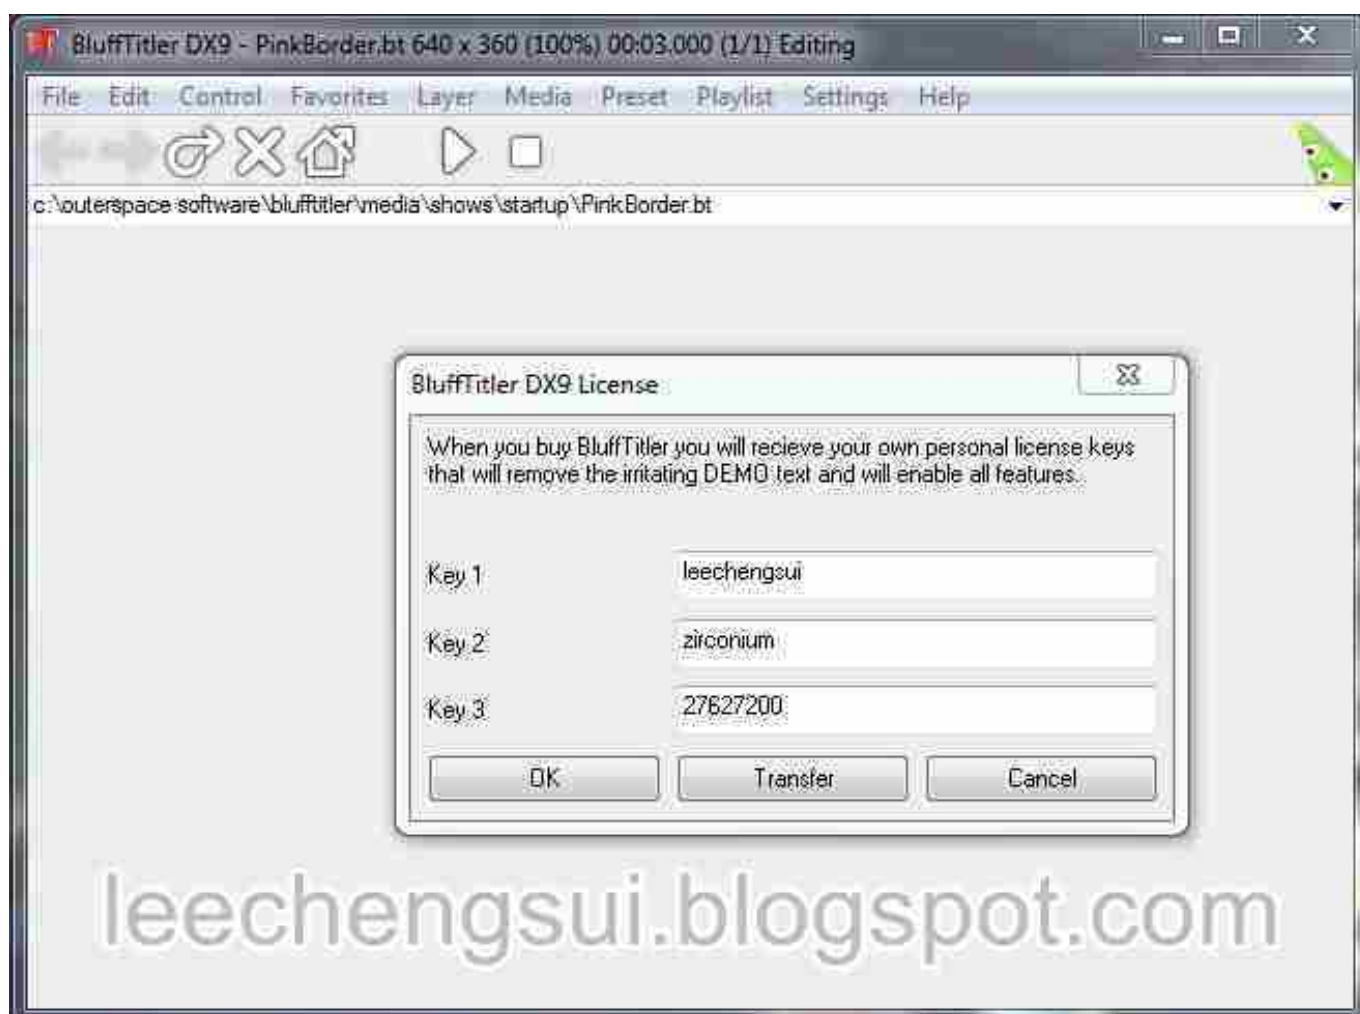 BluffTitler DX9 - PinkBorder.bt 640 x 360 (100%) 00:03.000 (1/1) Editing
File Edit Control Favorites Layer Media Preset Playlist Settings Help
c:\outerspace software\blufftitler\media\shows\startup\PinkBorder.bt
BluffTitler DX9 License
When you buy BluffTitler you will recieve your own personal license keys
that will remove the irritating DEMO text and will enable all features.
Key 1 leechengsui
Key 2 zirconium
Key 3 27627200
OK Transfer Cancel
leechengsui.blogspot.com